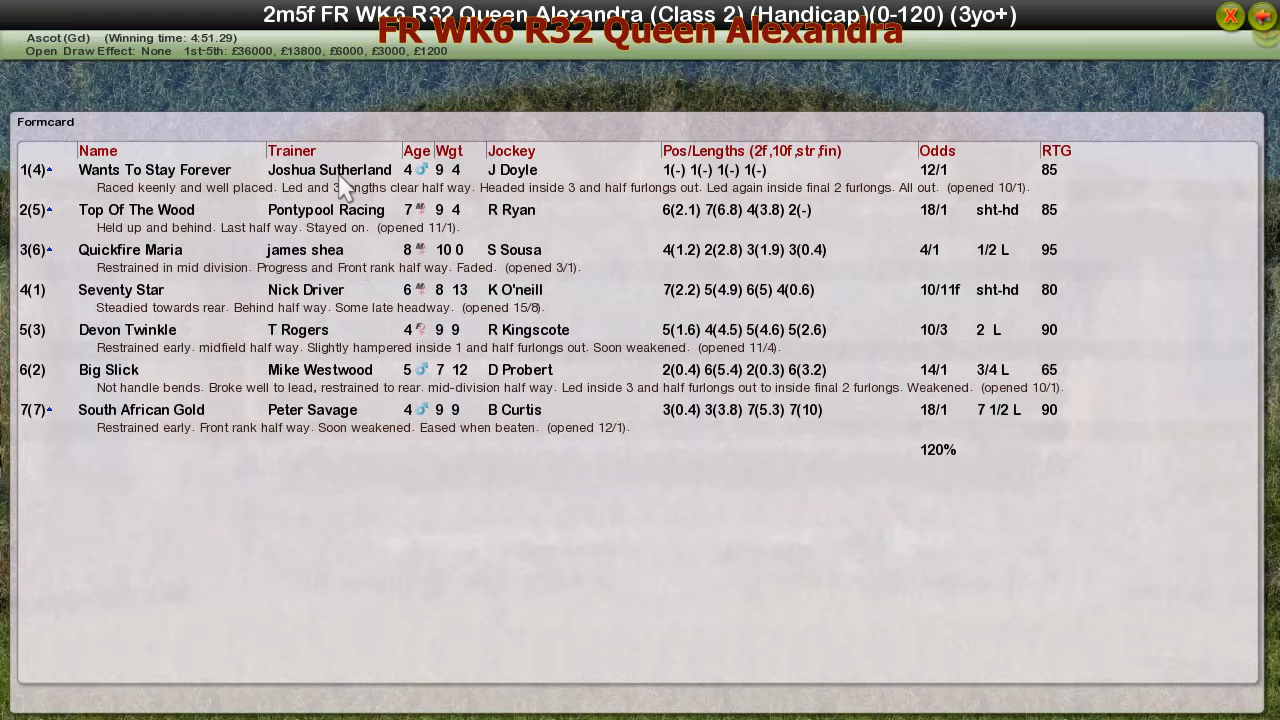 2m5f FR WK6 R32 Queen Alexandra (Class 2) (Handicap)(0-120) (3yo+)
FR WK6 R32 Queen Alexandra
Ascot(Gd) (Winning time: 4:51.29)
Open Draw Effect: None 1st-5th: £36000, £13800, £6000, £3000, £1200
Formcard
Name Trainer Age Wgt Jockey Pos/Lengths (2f,10f,str,fin) Odds RTG
1(4) Wants To Stay Forever Joshua Sutherland 4 9 4 J Doyle 1(-) 1(-) 1(-) 1(-) 12/1 85
Raced keenly and well placed. Led and 3 lengths clear half way. Headed inside 3 and half furlongs out. Led again inside final 2 furlongs. All out. (opened 10/1).
2(5) Top Of The Wood Pontypool Racing 7 9 4 R Ryan 6(2.1) 7(6.8) 4(3.8) 2(-) 18/1 sht-hd 85
Held up and behind. Last half way. Stayed on. (opened 11/1).
3(6) Quickfire Maria james shea 8 10 0 S Sousa 4(1.2) 2(2.8) 3(1.9) 3(0.4) 4/1 1/2 L 95
Restrained in mid division. Progress and Front rank half way. Faded. (opened 3/1).
4(1) Seventy Star Nick Driver 6 8 13 K O'neill 7(2.2) 5(4.9) 6(5) 4(0.6) 10/11f sht-hd 80
Steadied towards rear. Behind half way. Some late headway. (opened 15/8).
5(3) Devon Twinkle T Rogers 4 9 9 R Kingscote 5(1.6) 4(4.5) 5(4.6) 5(2.6) 10/3 2 L 90
Restrained early. midfield half way. Slightly hampered inside 1 and half furlongs out. Soon weakened. (opened 11/4).
6(2) Big Slick Mike Westwood 5 7 12 D Probert 2(0.4) 6(5.4) 2(0.3) 6(3.2) 14/1 3/4 L 65
Not handle bends. Broke well to lead, restrained to rear. mid-division half way. Led inside 3 and half furlongs out to inside final 2 furlongs. Weakened. (opened 10/1).
7(7) South African Gold Peter Savage 4 9 9 B Curtis 3(0.4) 3(3.8) 7(5.3) 7(10) 18/1 7 1/2 L 90
Restrained early. Front rank half way. Soon weakened. Eased when beaten. (opened 12/1).
120%